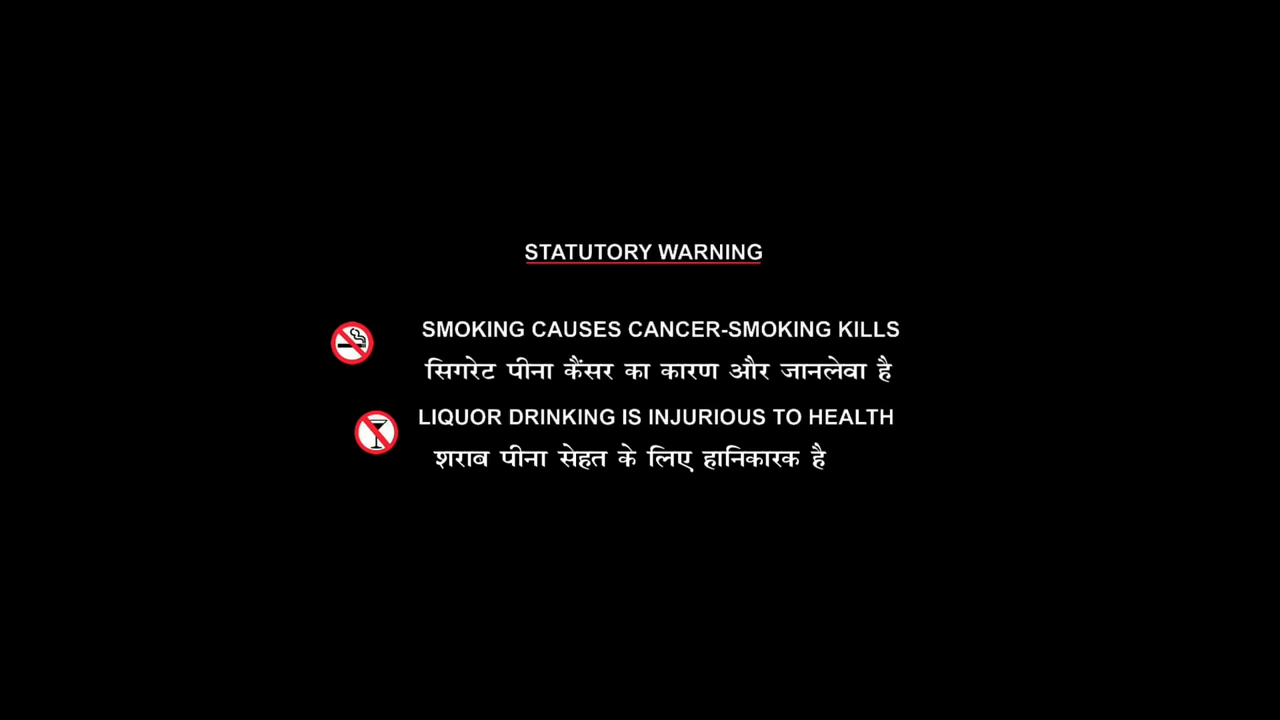 STATUTORY WARNING
SMOKING CAUSES CANCER-SMOKING KILLS
सिगरेट पीना कैंसर का कारण और जानलेवा है
LIQUOR DRINKING IS INJURIOUS TO HEALTH
शराब पीना सेहत के लिए हानिकारक है